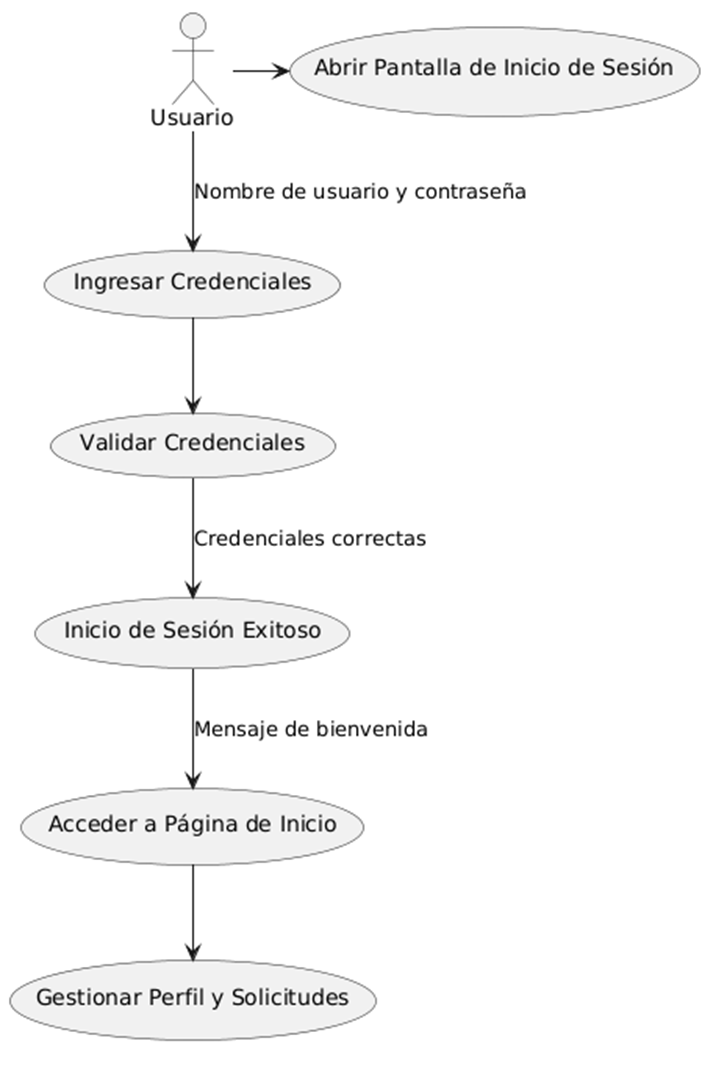 Abrir Pantalla de Inicio de Sesión
Usuario
Nombre de usuario y contraseña
Ingresar Credenciales
Validar Credenciales
Credenciales correctas
Inicio de Sesión Exitoso
Mensaje de bienvenida
Acceder a Página de Inicio
Gestionar Perfil y Solicitudes